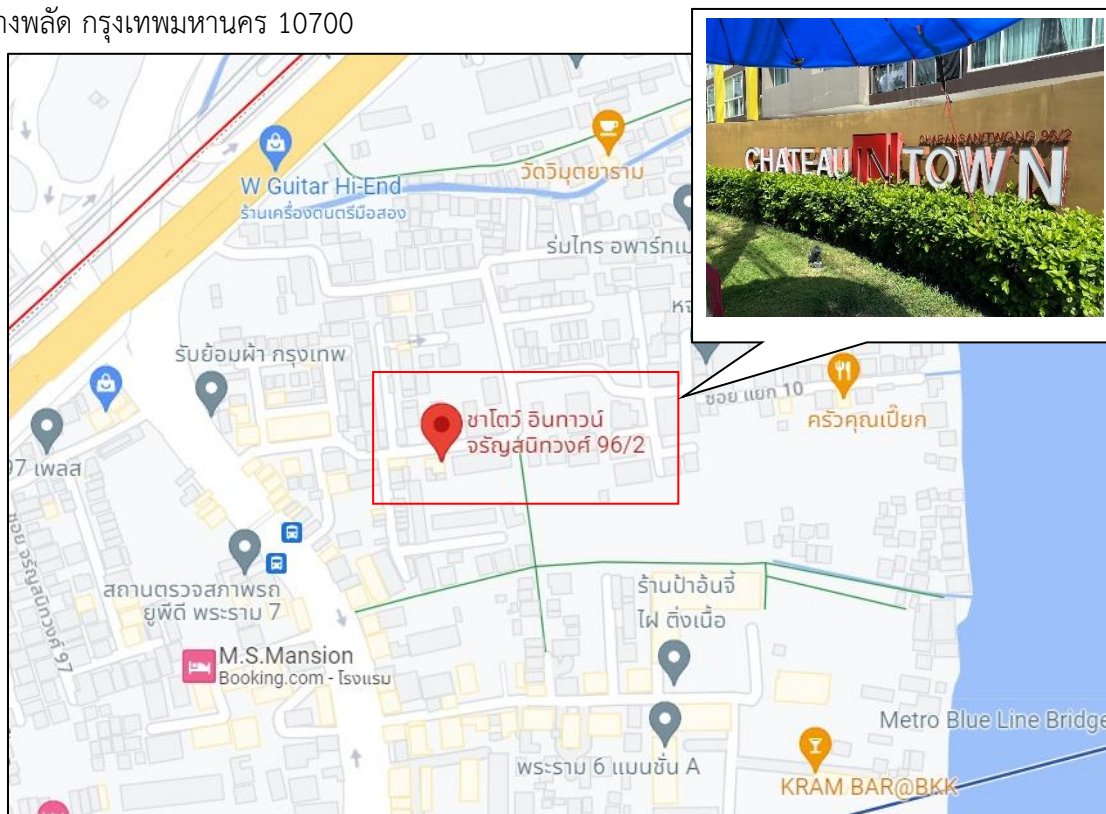 างพลัด กรุงเทพมหานคร 10700
CHARANSANITWONG 96/2
CHATEAU IN TOWN
W Guitar Hi-End
ร้านเครื่องดนตรีมือสอง
วัดวิมุตยาราม
ร่มไทร อพาร์ทเม
หจ
รับย้อมผ้า กรุงเทพ
ซอย แยก 10
ครัวคุณเปี๊ยก
ชาโตว์ อินทาวน์
จรัญสนิทวงศ์ 96/2
97 เพลส
ซอย จรัญสนิทวงศ์ 97
สถานตรวจสภาพรถ
ยูพีดี พระราม 7
ร้านป้าอ้นจี้
ไฝ ติ่งเนื้อ
M.S.Mansion
Booking.com - โรงแรม
Metro Blue Line Bridge
พระราม 6 แมนชั่น A
KRAM BAR@BKK